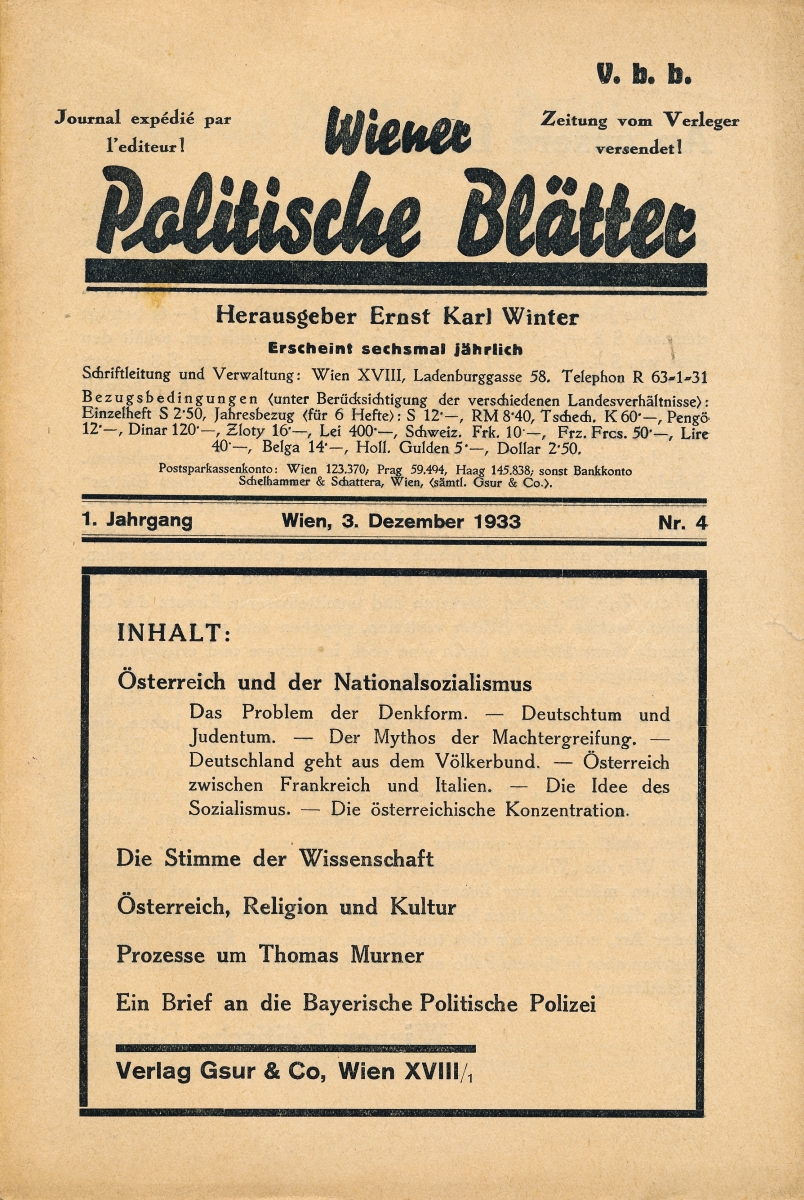 V. b. b.
Journal expédié par
l'editeur!
Zeitung vom Verleger
versendet!
Wiener
Politische Blätter
Herausgeber Ernst Karl Winter
Erscheint sechsmal jährlich
Schriftleitung und Verwaltung: Wien XVIII, Ladenburggasse 58. Telephon R 63-1-31
Bezugsbedingungen (unter Berücksichtigung der verschiedenen Landesverhältnisse):
Einzelheft S 2·50, Jahresbezug (für 6 Hefte): S 12·—, RM 8·40, Tschech. K 60·—, Pengö
12·—, Dinar 120·—, Zloty 16·—, Lei 400·—, Schweiz. Frk. 10·—, Frz. Frcs. 50·—, Lire
40·—, Belga 14·—, Holl. Gulden 5·—, Dollar 2·50.
Postsparkassenkonto: Wien 123.370, Prag 59.494, Haag 145.838, sonst Bankkonto
Schelhammer & Schattera, Wien, (sämtl. Gsur & Co.).
1. Jahrgang Wien, 3. Dezember 1933 Nr. 4
INHALT:
Österreich und der Nationalsozialismus
Das Problem der Denkform. — Deutschtum und
Judentum. — Der Mythos der Machtergreifung. —
Deutschland geht aus dem Völkerbund. — Österreich
zwischen Frankreich und Italien. — Die Idee des
Sozialismus. — Die österreichische Konzentration.
Die Stimme der Wissenschaft
Österreich, Religion und Kultur
Prozesse um Thomas Murner
Ein Brief an die Bayerische Politische Polizei
Verlag Gsur & Co, Wien XVIII/1